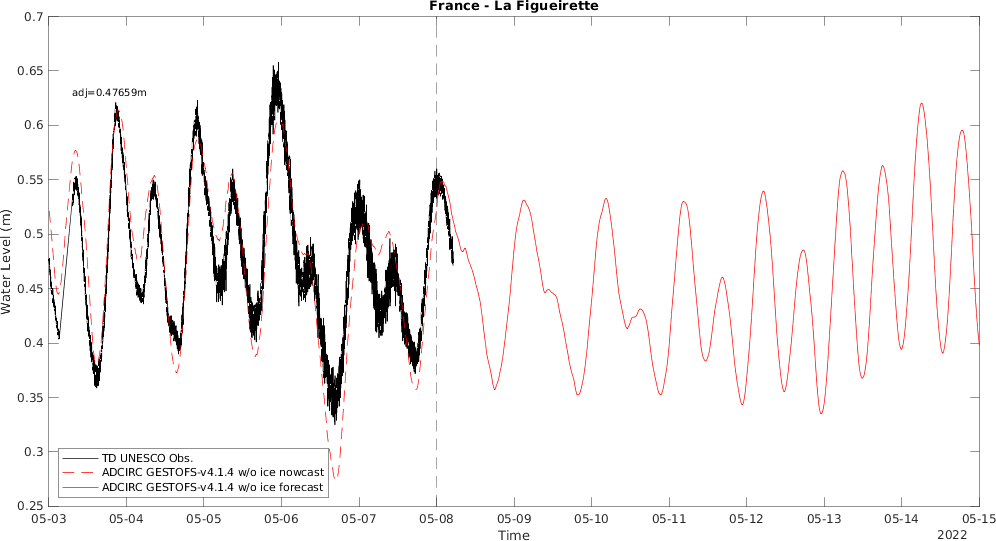 France - La Figueirette
0.7
0.65
0.6
0.55
0.5
0.45
0.4
0.35
0.3
0.25
Water Level (m)
adj=0.47659m
TD UNESCO Obs.
ADCIRC GESTOFS-v4.1.4 w/o ice nowcast
ADCIRC GESTOFS-v4.1.4 w/o ice forecast
05-03 05-04 05-05 05-06 05-07 05-08 05-09 05-10 05-11 05-12 05-13 05-14 05-15
Time
2022